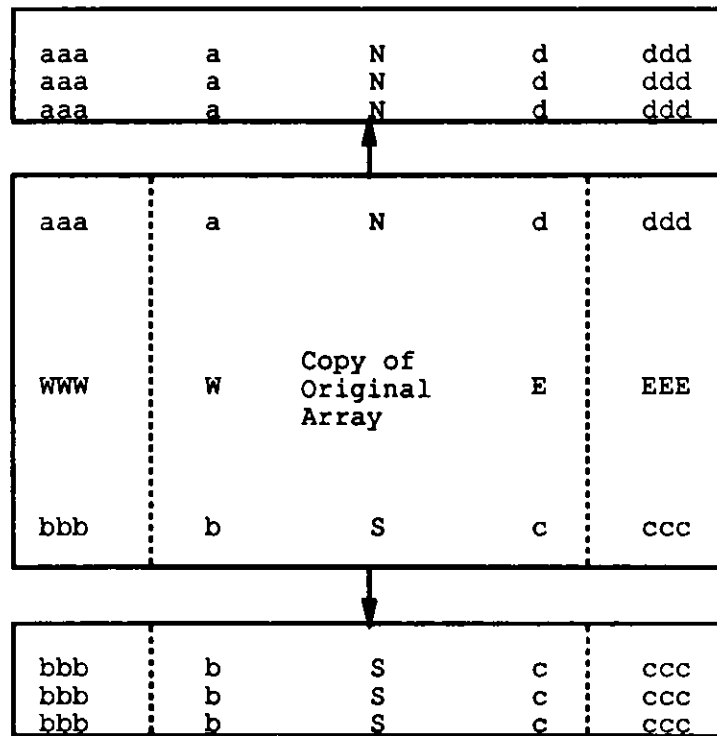 aaa a N d ddd
aaa a N d ddd
aaa a N d ddd
aaa a N d ddd
Copy of
WWW W Original E EEE
Array
bbb b S c ccc
bbb b S c ccc
bbb b S c ccc
bbb b S c ccc